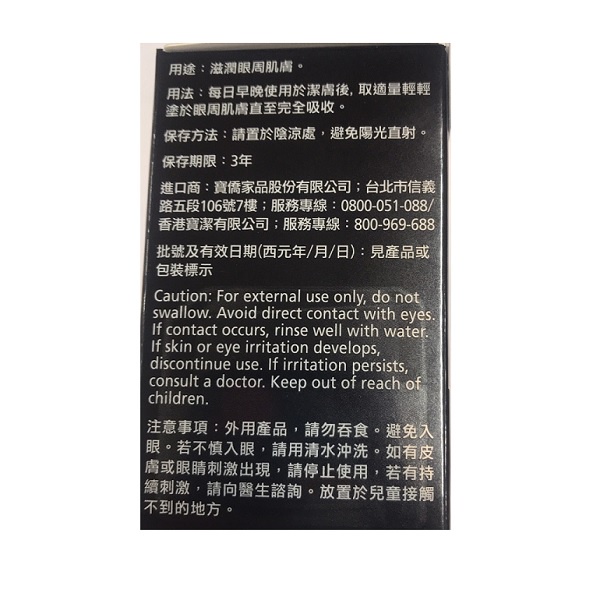 用途：滋潤眼周肌膚。
用法：每日早晚使用於潔膚後, 取適量輕輕
塗於眼周肌膚直至完全吸收。
保存方法：請置於陰涼處，避免陽光直射。
保存期限：3年
進口商：寶僑家品股份有限公司；台北市信義
路五段106號7樓；服務專線：0800-051-088/
香港寶潔有限公司；服務專線：800-969-688
批號及有效日期(西元年/月/日)：見產品或
包裝標示
Caution: For external use only, do not
swallow. Avoid direct contact with eyes.
If contact occurs, rinse well with water.
If skin or eye irritation develops,
discontinue use. If irritation persists,
consult a doctor. Keep out of reach of
children.
注意事項：外用產品，請勿吞食。避免入
眼。若不慎入眼，請用清水沖洗。如有皮
膚或眼睛刺激出現，請停止使用，若有持
續刺激，請向醫生諮詢。放置於兒童接觸
不到的地方。